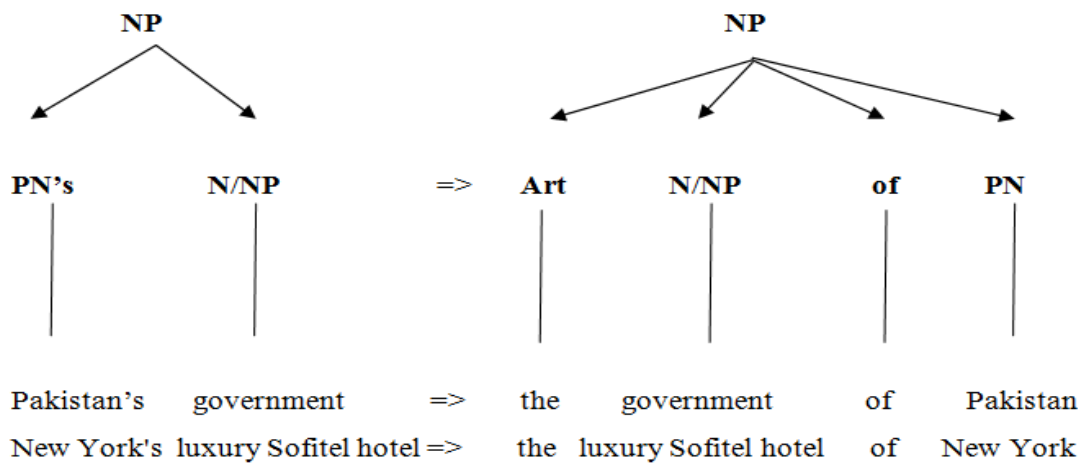 NP NP
PN’s N/NP => Art N/NP of PN
Pakistan’s government => the government of Pakistan
New York's luxury Sofitel hotel => the luxury Sofitel hotel of New York